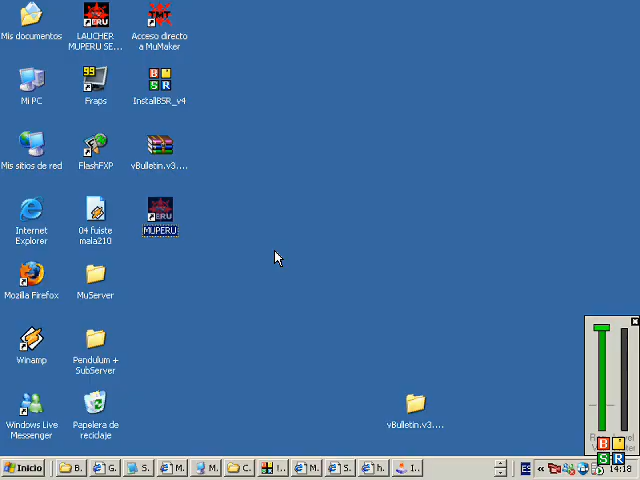 Mis documentos
LAUCHER.
MUPERU SE...
Acceso directo
a MuMaker
Mi PC
Fraps
InstallBSR_v4
Mis sitios de red
FlashFXP
vBulletin.v3....
Internet
Explorer
04 fuiste
mala210
MUPERU
Mozilla Firefox
MuServer
Winamp
Pendulum +
SubServer
Windows Live
Messenger
Papelera de
reciclaje
vBulletin.v3....
Inicio
B.
G.
S.
M.
M.
C.
!..
M.
S.
h.
1..
ES
14:18